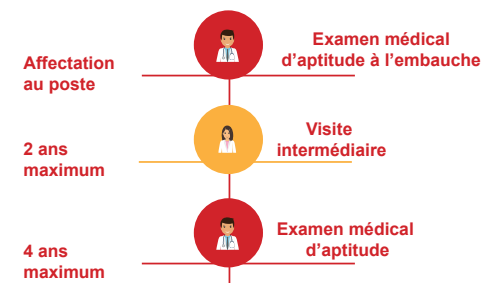 Affectation
au poste
Examen médical
d'aptitude à l'embauche
2 ans
maximum
Visite
intermédiaire
4 ans
maximum
Examen médical
d'aptitude